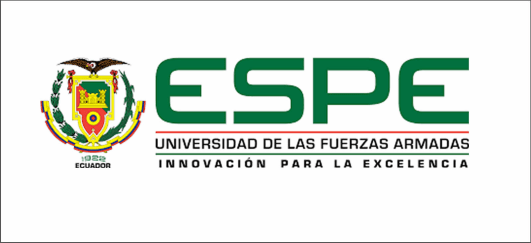 ESPE
UNIVERSIDAD DE LAS FUERZAS ARMADAS
INNOVACIÓN PARA LA EXCELENCIA
1922
ECUADOR